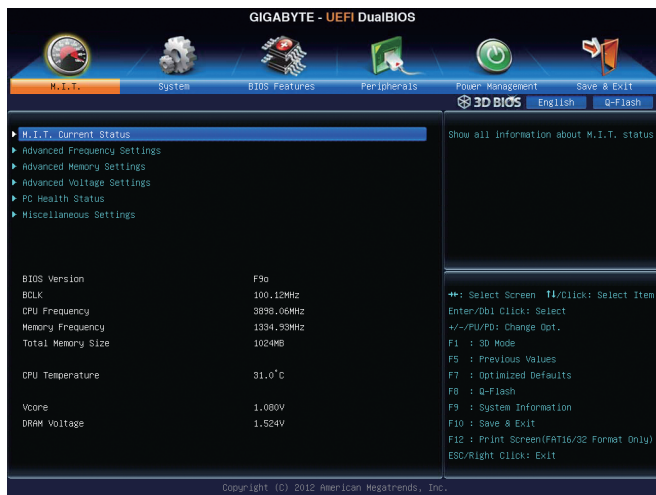 GIGABYTE - UEFI DualBIOS
M.I.T.
System
BIOS Features
Peripherals
Power Management
Save & Exit
3D BIOS
English
Q-Flash
M.I.T. Current Status
Advanced Frequency Settings
Advanced Memory Settings
Advanced Voltage Settings
PC Health Status
Miscellaneous Settings
Show all information about M.I.T. status
BIOS Version F9o
BCLK 100.12MHz
CPU Frequency 3898.06MHz
Memory Frequency 1334.93MHz
Total Memory Size 1024MB
CPU Temperature 31.0°C
Vcore 1.080V
DRAM Voltage 1.524V
→←: Select Screen ↑↓/Click: Select Item
Enter/Dbl Click: Select
+/-/PU/PD: Change Opt.
F1 : 3D Mode
F5 : Previous Values
F7 : Optimized Defaults
F8 : Q-Flash
F9 : System Information
F10 : Save & Exit
F12 : Print Screen(FAT16/32 Format Only)
ESC/Right Click: Exit
Copyright (C) 2012 American Megatrends, Inc.